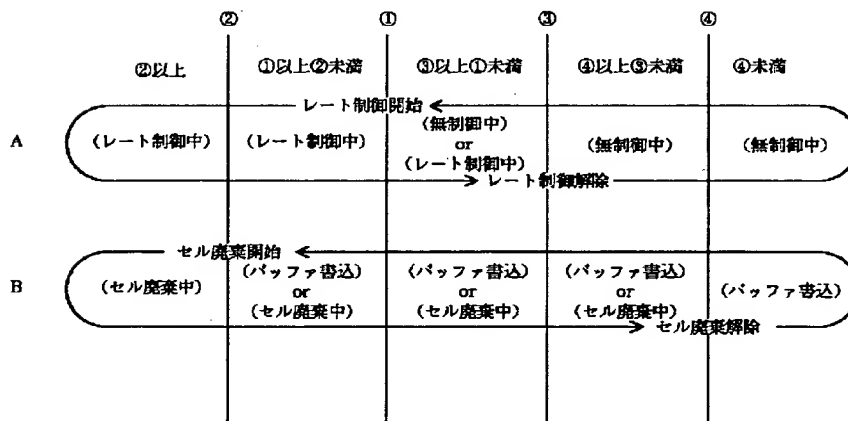 ② ① ③ ④
②以上 ①以上②未満 ③以上①未満 ④以上③未満 ④未満
レート制御開始
A (レート制御中) (レート制御中) (無制御中) or (レート制御中) (無制御中) (無制御中)
レート制御解除
セル廃棄開始
B (セル廃棄中) (バッファ書込) or (セル廃棄中) (バッファ書込) or (セル廃棄中) (バッファ書込) or (セル廃棄中) (バッファ書込)
セル廃棄解除